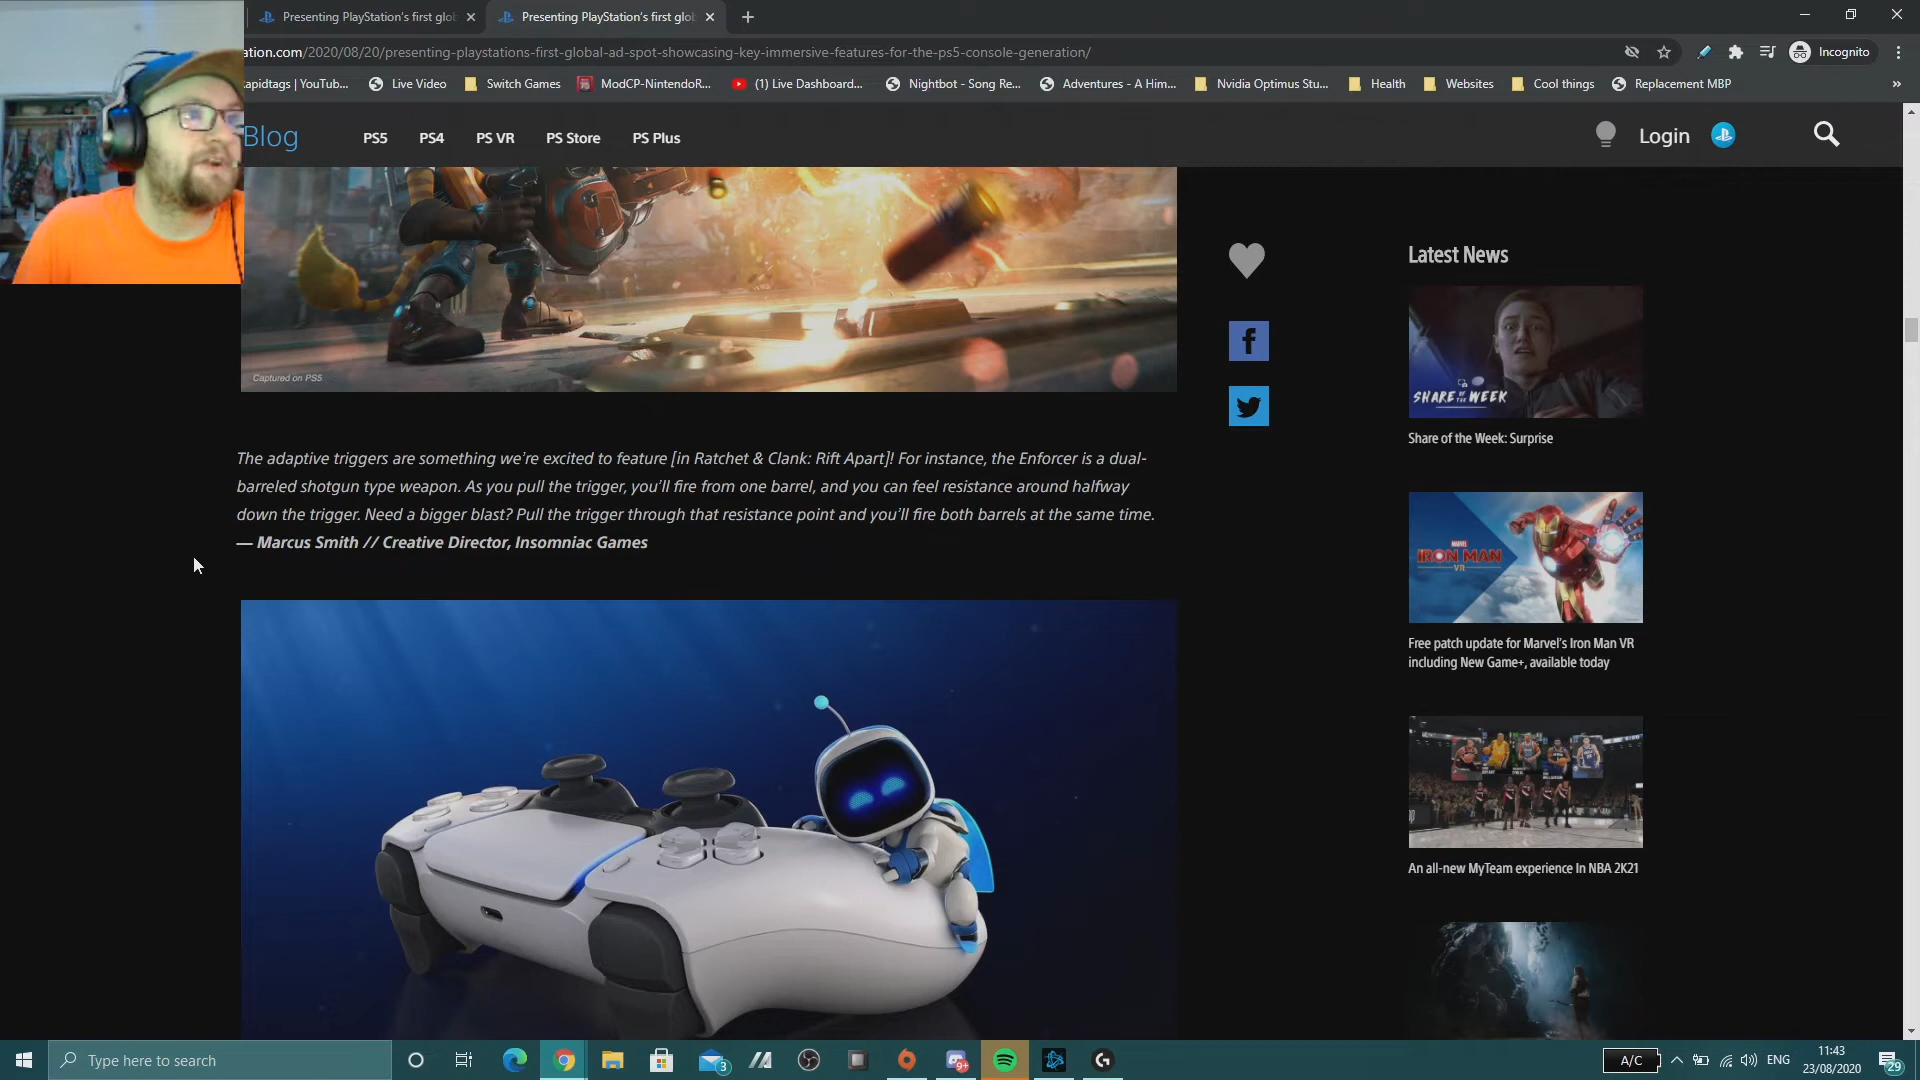 Presenting PlayStation's first glob
Presenting PlayStation's first glob
ation.com/2020/08/20/presenting-playstations-first-global-ad-spot-showcasing-key-immersive-features-for-the-ps5-console-generation/
Incognito
apidtags | YouTub...
Live Video
Switch Games
ModCP-NintendoR...
(1) Live Dashboard...
Nightbot - Song Re...
Adventures - A Him...
Nvidia Optimus Stu...
Health
Websites
Cool things
Replacement MBP
Blog
PS5
PS4
PS VR
PS Store
PS Plus
Login
Captured on PS5
The adaptive triggers are something we're excited to feature [in Ratchet & Clank: Rift Apart]! For instance, the Enforcer is a dual-
barreled shotgun type weapon. As you pull the trigger, you'll fire from one barrel, and you can feel resistance around halfway
down the trigger. Need a bigger blast? Pull the trigger through that resistance point and you'll fire both barrels at the same time.
— Marcus Smith // Creative Director, Insomniac Games
Latest News
SHARE OF THE WEEK
Share of the Week: Surprise
MARVEL
IRON MAN
VR
Free patch update for Marvel's Iron Man VR
including New Game+, available today
An all-new MyTeam experience In NBA 2K21
Type here to search
3
9+
A/C
ENG
11:43
23/08/2020
29